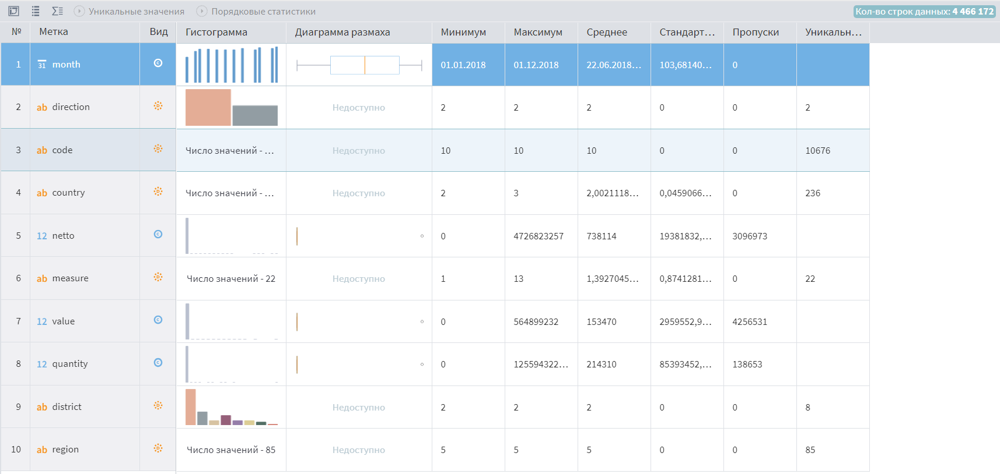 Уникальные значения Порядковые статистики Кол-во строк данных: 4 466 172
№ Метка Вид Гистограмма Диаграмма размаха Минимум Максимум Среднее Стандарт... Пропуски Уникальн...
1 31 month C 01.01.2018 01.12.2018 22.06.2018... 103,68140... 0
2 ab direction D Недоступно 2 2 2 0 0 2
3 ab code D Число значений - ... Недоступно 10 10 10 0 0 10676
4 ab country D Число значений - ... Недоступно 2 3 2,0021118... 0,0459066... 0 236
5 12 netto C 0 4726823257 738114 19381832,... 3096973
6 ab measure D Число значений - 22 Недоступно 1 13 1,3927045... 0,8741281... 0 22
7 12 value C 0 564899232 153470 2959552,9... 4256531
8 12 quantity C 0 125594322... 214310 85393452,... 138653
9 ab district D Недоступно 2 2 2 0 0 8
10 ab region D Число значений - 85 Недоступно 5 5 5 0 0 85